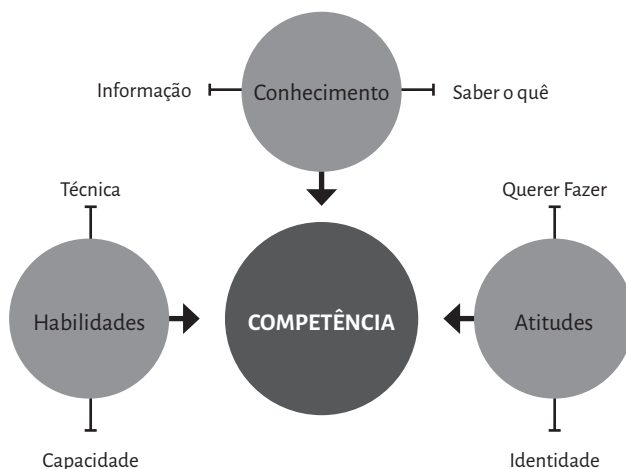 Informação
Conhecimento
Saber o quê
Técnica
Querer Fazer
Habilidades
COMPETÊNCIA
Atitudes
Capacidade
Identidade